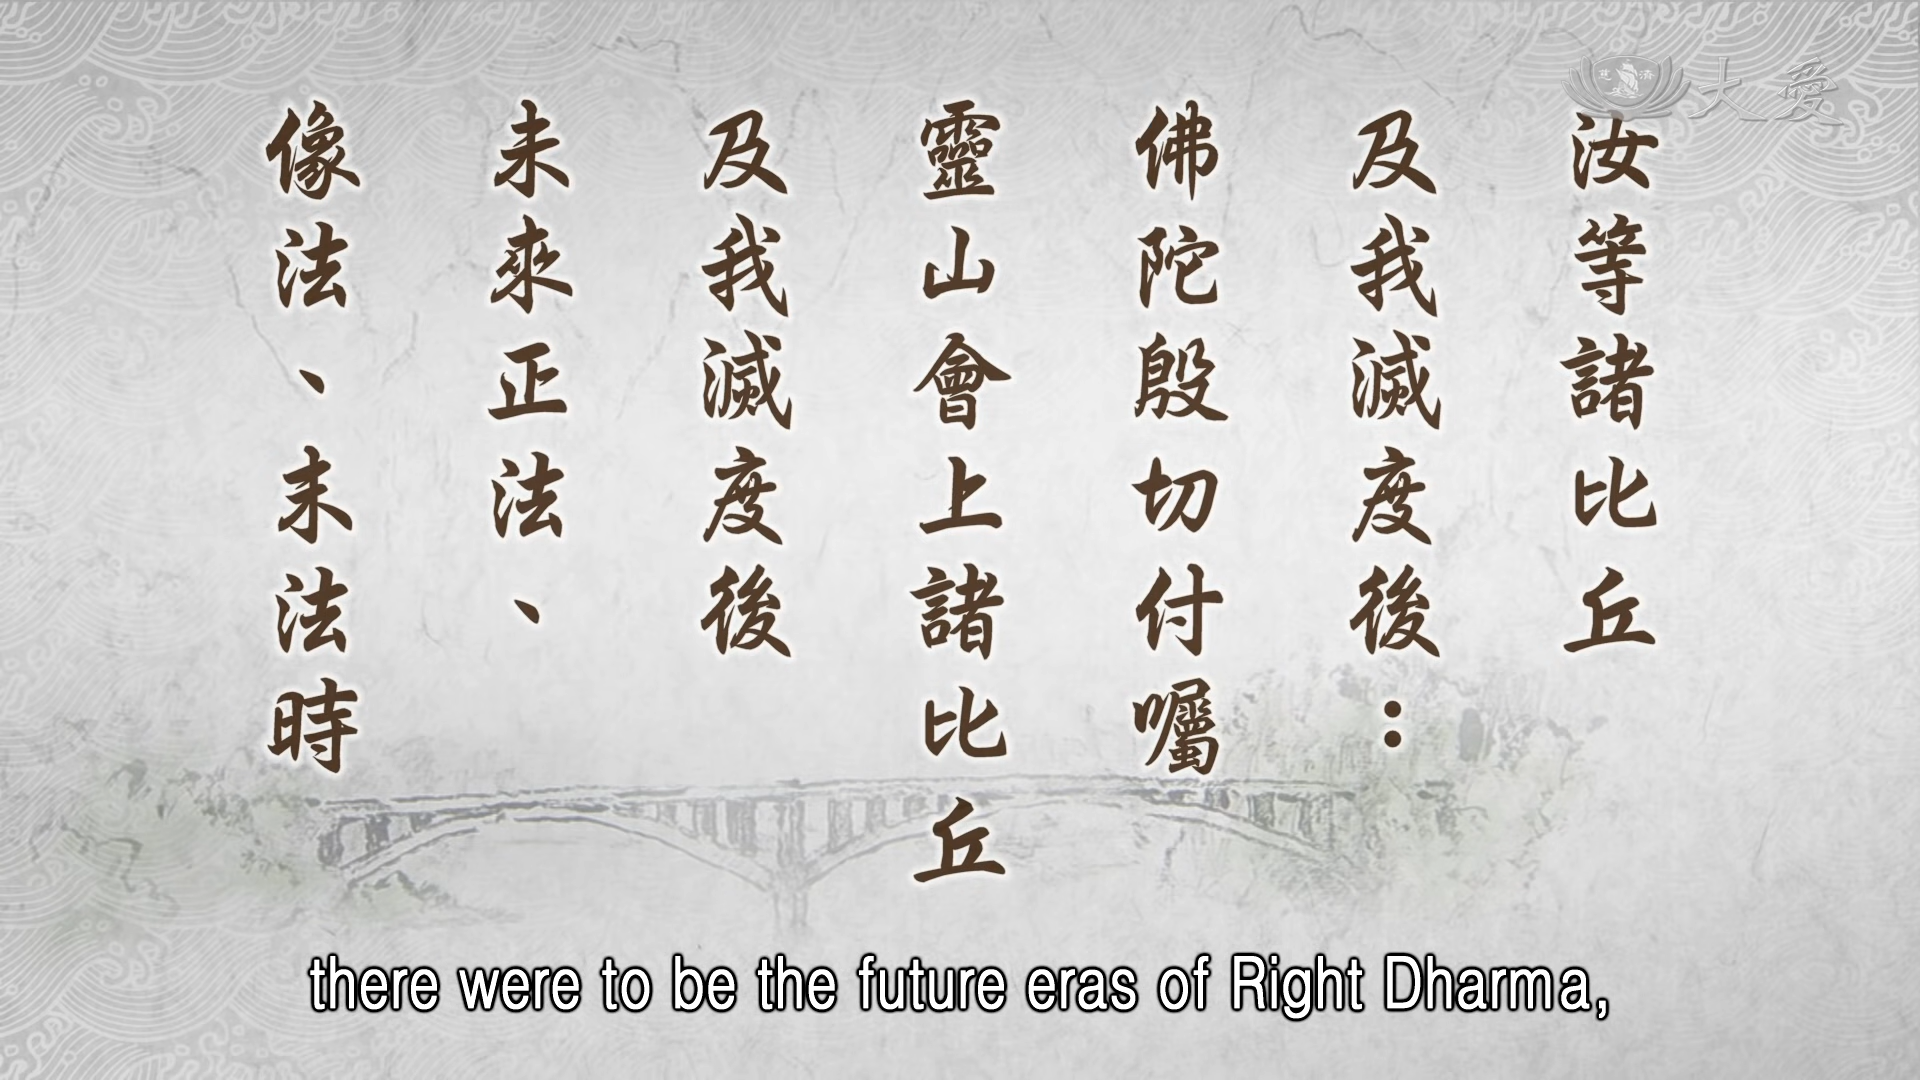 汝等諸比丘
及我滅度後：
佛陀殷切付囑
靈山會上諸比丘
及我滅度後
未來正法、
像法、末法時
慈濟
大愛
there were to be the future eras of Right Dharma,